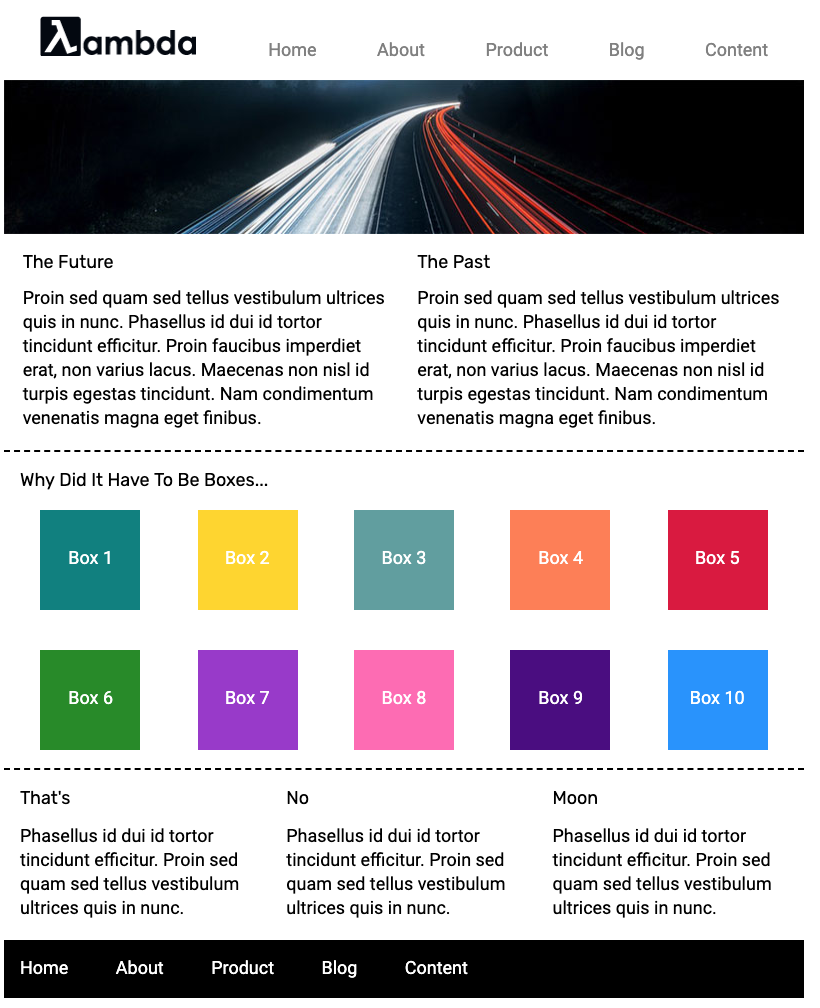 λambda
Home About Product Blog Content
The Future
Proin sed quam sed tellus vestibulum ultrices
quis in nunc. Phasellus id dui id tortor
tincidunt efficitur. Proin faucibus imperdiet
erat, non varius lacus. Maecenas non nisl id
turpis egestas tincidunt. Nam condimentum
venenatis magna eget finibus.
The Past
Proin sed quam sed tellus vestibulum ultrices
quis in nunc. Phasellus id dui id tortor
tincidunt efficitur. Proin faucibus imperdiet
erat, non varius lacus. Maecenas non nisl id
turpis egestas tincidunt. Nam condimentum
venenatis magna eget finibus.
Why Did It Have To Be Boxes...
Box 1 Box 2 Box 3 Box 4 Box 5
Box 6 Box 7 Box 8 Box 9 Box 10
That's
Phasellus id dui id tortor
tincidunt efficitur. Proin sed
quam sed tellus vestibulum
ultrices quis in nunc.
No
Phasellus id dui id tortor
tincidunt efficitur. Proin sed
quam sed tellus vestibulum
ultrices quis in nunc.
Moon
Phasellus id dui id tortor
tincidunt efficitur. Proin sed
quam sed tellus vestibulum
ultrices quis in nunc.
Home About Product Blog Content